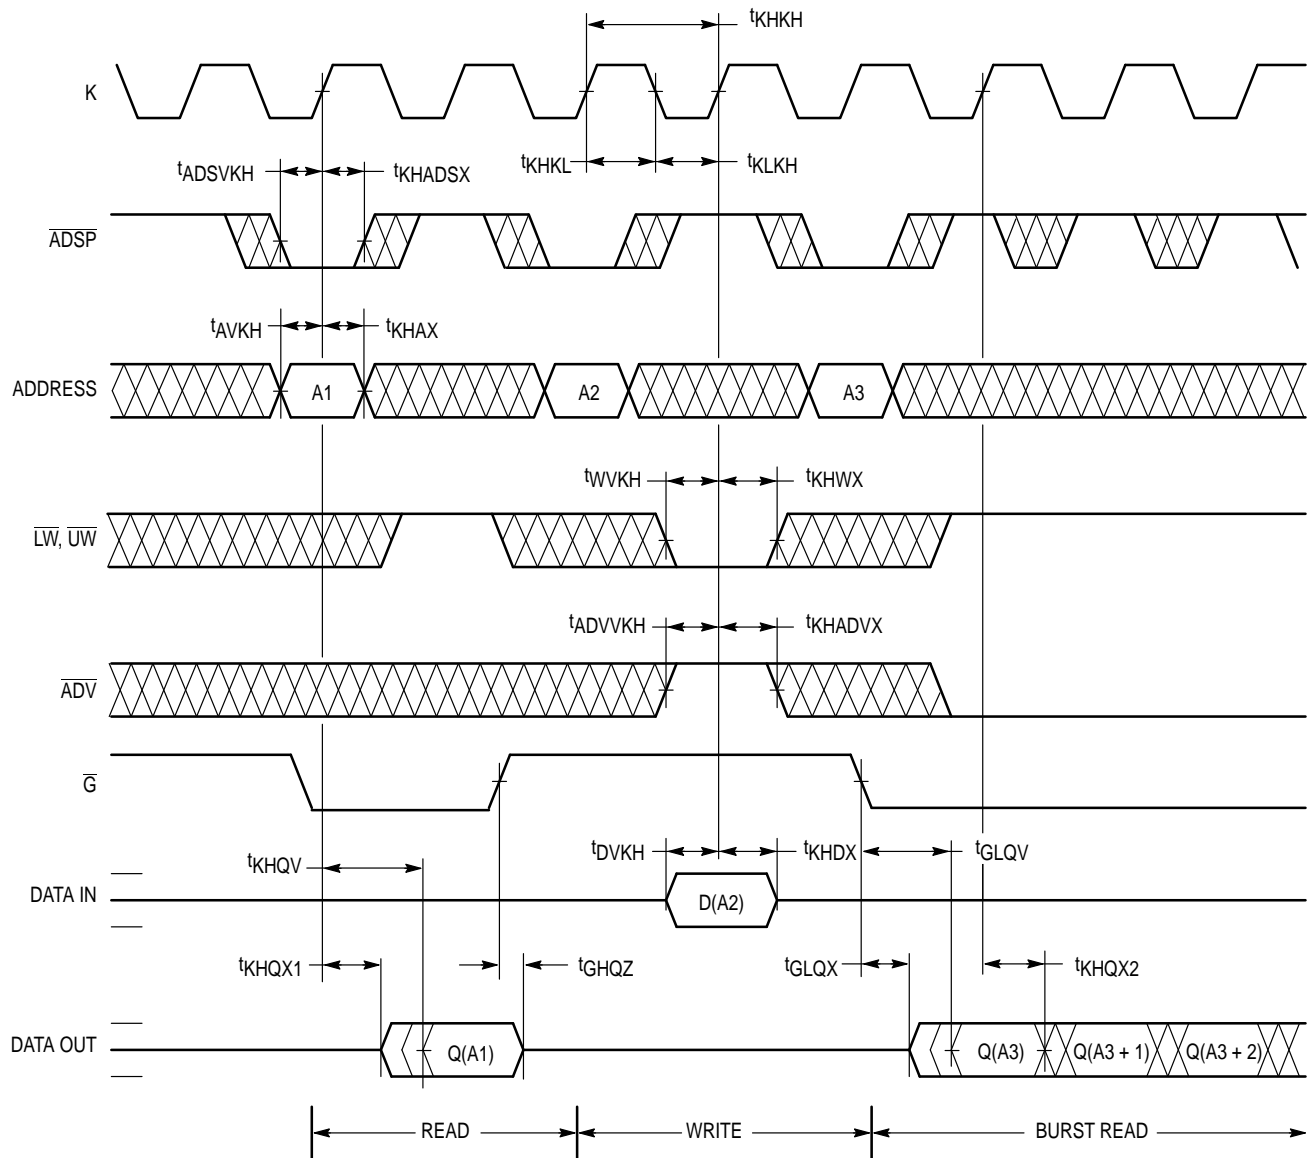 tKHKH
K
tADSVKH
tKHADSX
tKHKL
tKLKH
ADSP
tAVKH
tKHAX
ADDRESS
A1
A2
A3
tWVKH
tKHWX
LW, UW
tADVVKH
tKHADVX
ADV
G
tKHQV
tDVKH
tKHDX
tGLQV
DATA IN
D(A2)
tKHQX1
tGHQZ
tGLQX
tKHQX2
DATA OUT
Q(A1)
Q(A3)
Q(A3 + 1)
Q(A3 + 2)
READ
WRITE
BURST READ